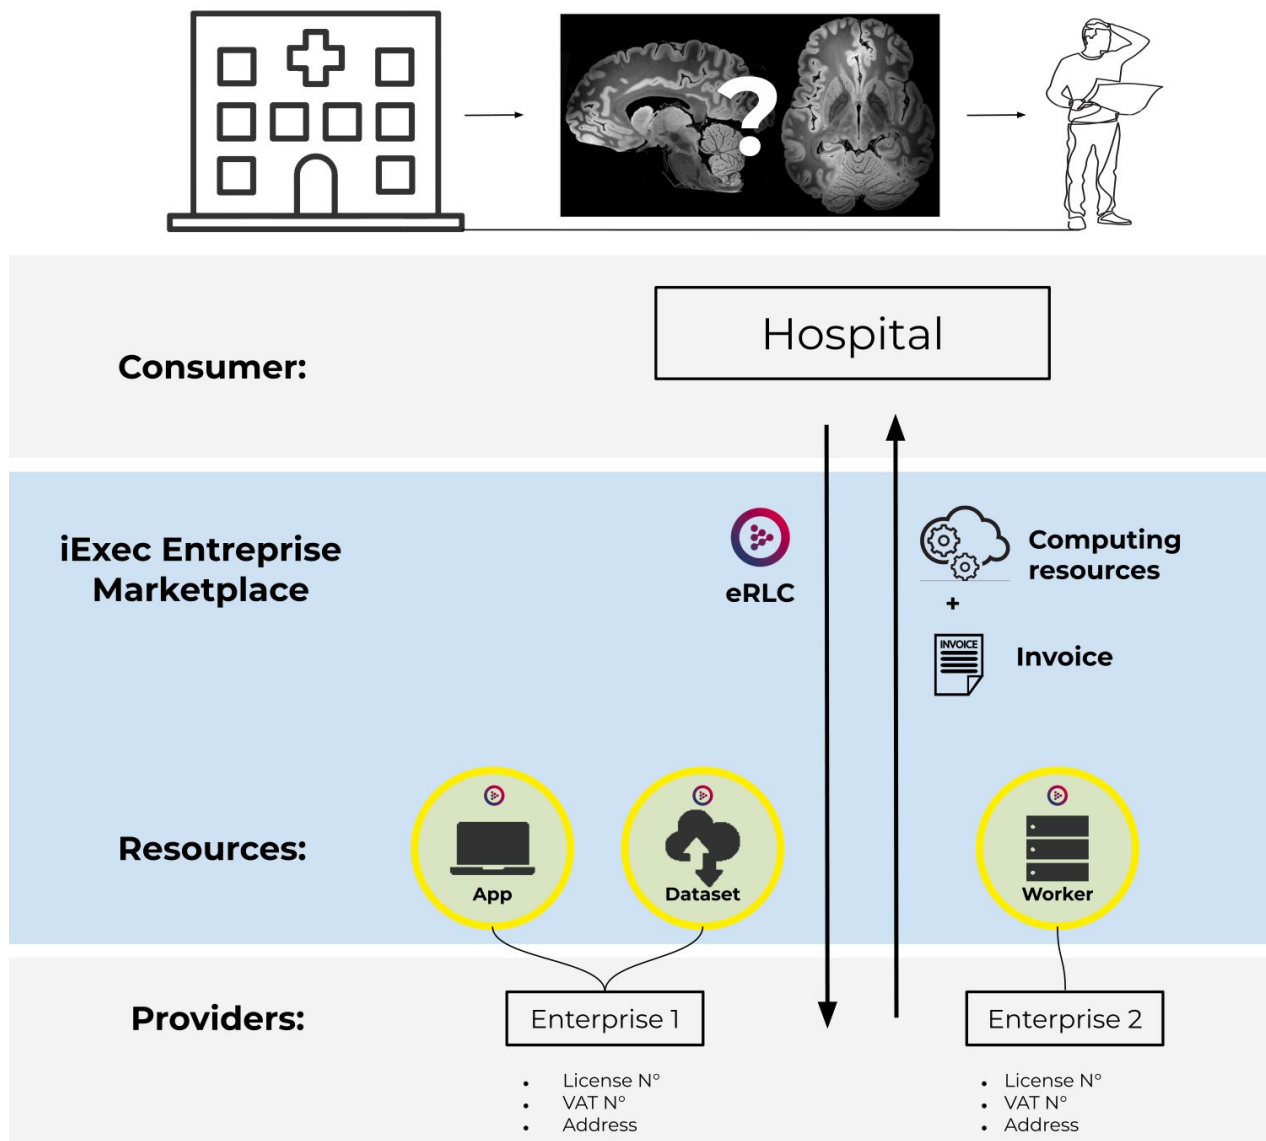 ?
Hospital
Consumer:
iExec Entreprise
Marketplace
eRLC
Computing
resources
+
INVOICE
Invoice
Resources:
App
Dataset
Worker
Providers:
Enterprise 1
Enterprise 2
• License N°
• VAT N°
• Address
• License N°
• VAT N°
• Address